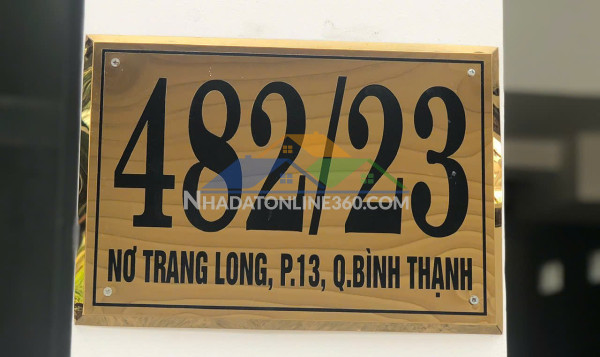 482/23
NHADATONLINE360.COM
NƠ TRANG LONG, P.13, Q.BÌNH THẠNH